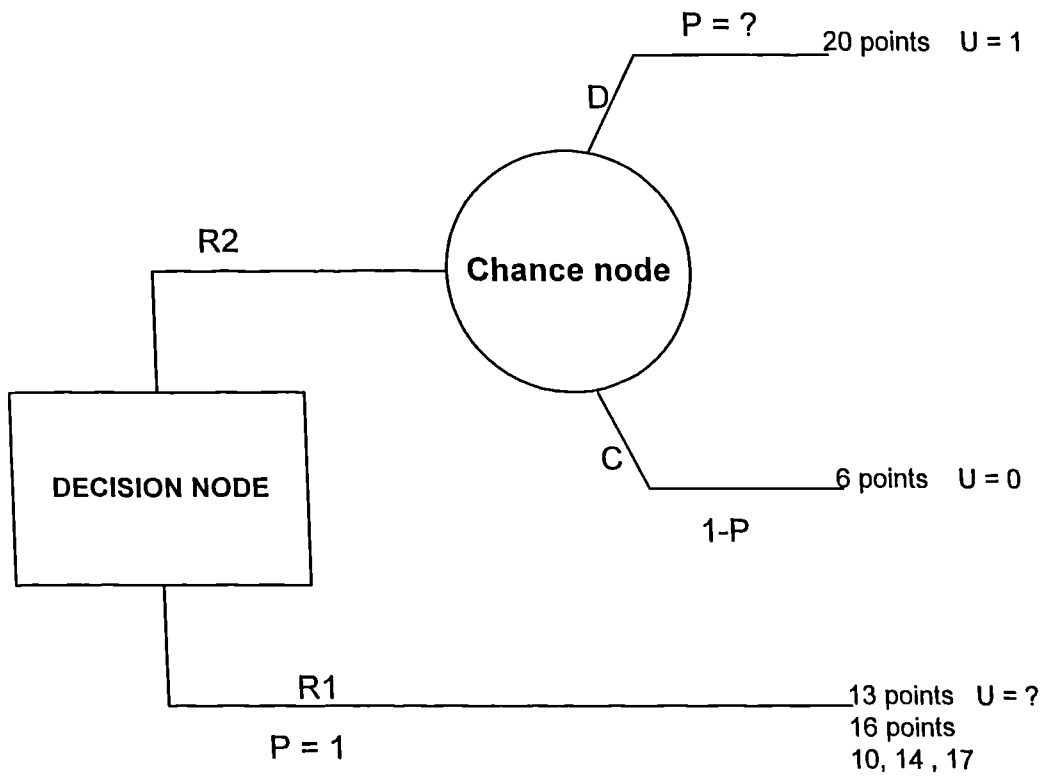 P = ?
20 points U = 1
D
R2
Chance node
C
6 points U = 0
1-P
DECISION NODE
R1
13 points U = ?
16 points
P = 1
10, 14 , 17